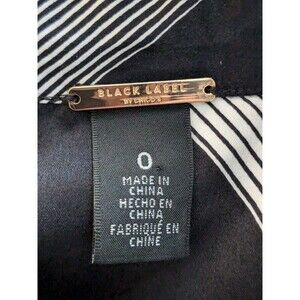 BLACK LABEL
BY CHICO'S
0
MADE IN
CHINA
HECHO EN
CHINA
FABRIQUÉ EN
CHINE